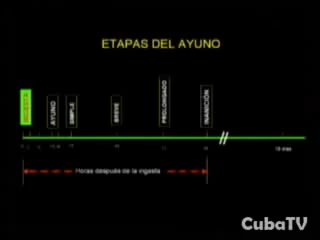 ETAPAS DEL AYUNO
INGESTA
AYUNO
SIMPLE
BREVE
PROLONGADO
INANICIÓN
Horas después de la ingesta
CubaTV